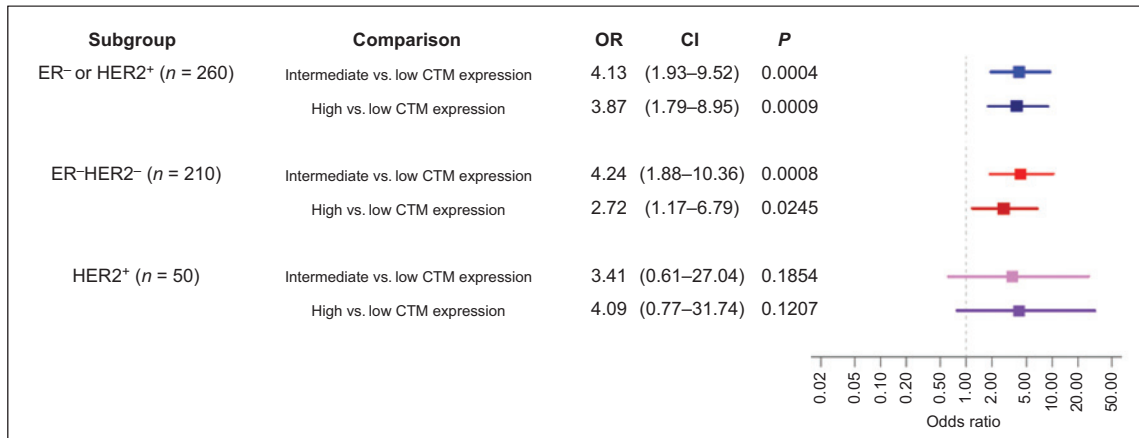 Subgroup Comparison OR CI P
ER⁻ or HER2⁺ (n = 260) Intermediate vs. low CTM expression 4.13 (1.93–9.52) 0.0004
High vs. low CTM expression 3.87 (1.79–8.95) 0.0009
ER⁻HER2⁻ (n = 210) Intermediate vs. low CTM expression 4.24 (1.88–10.36) 0.0008
High vs. low CTM expression 2.72 (1.17–6.79) 0.0245
HER2⁺ (n = 50) Intermediate vs. low CTM expression 3.41 (0.61–27.04) 0.1854
High vs. low CTM expression 4.09 (0.77–31.74) 0.1207
0.02 0.05 0.10 0.20 0.50 1.00 2.00 5.00 10.00 20.00 50.00
Odds ratio